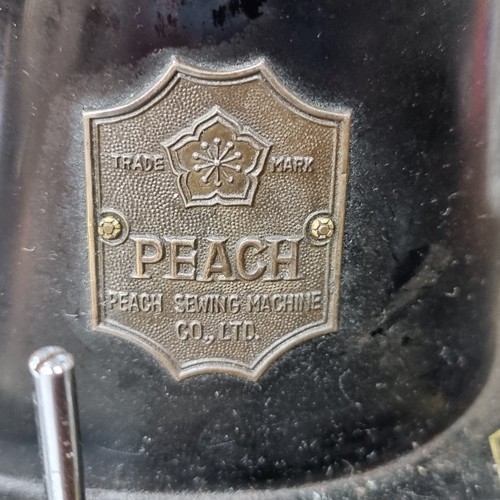 TRADE MARK
PEACH
PEACH SEWING MACHINE
CO., LTD.